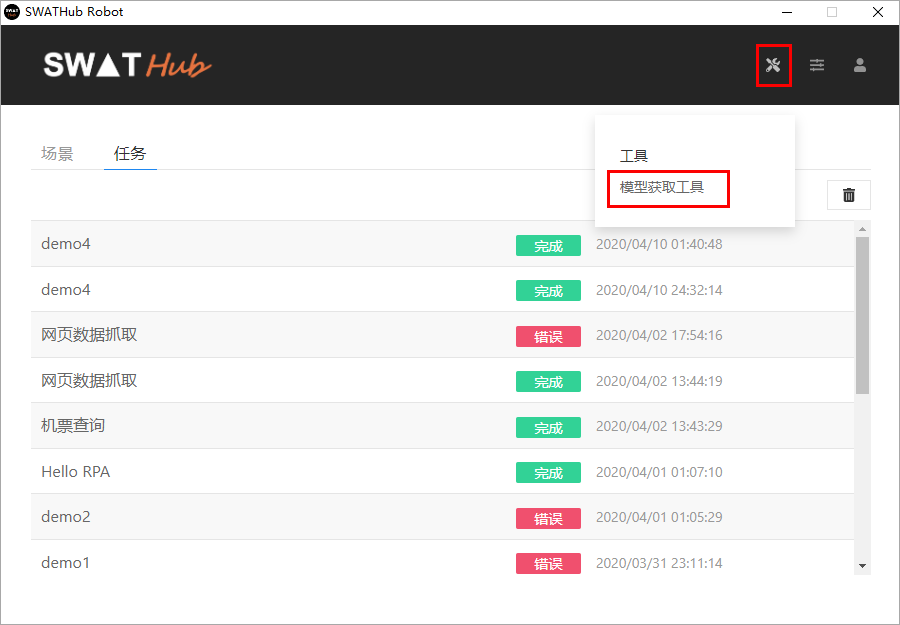 SWATHub Robot
SWAT Hub
场景 任务
工具
模型获取工具
demo4 完成 2020/04/10 01:40:48
demo4 完成 2020/04/10 24:32:14
网页数据抓取 错误 2020/04/02 17:54:16
网页数据抓取 完成 2020/04/02 13:44:19
机票查询 完成 2020/04/02 13:43:29
Hello RPA 完成 2020/04/01 01:07:10
demo2 错误 2020/04/01 01:05:29
demo1 错误 2020/03/31 23:11:14